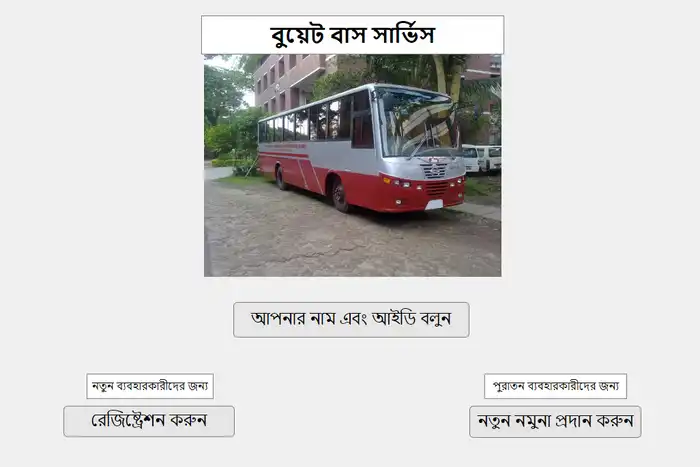 বুয়েট বাস সার্ভিস
আপনার নাম এবং আইডি বলুন
নতুন ব্যবহারকারীদের জন্য
পুরাতন ব্যবহারকারীদের জন্য
রেজিষ্ট্রেশন করুন
নতুন নমুনা প্রদান করুন